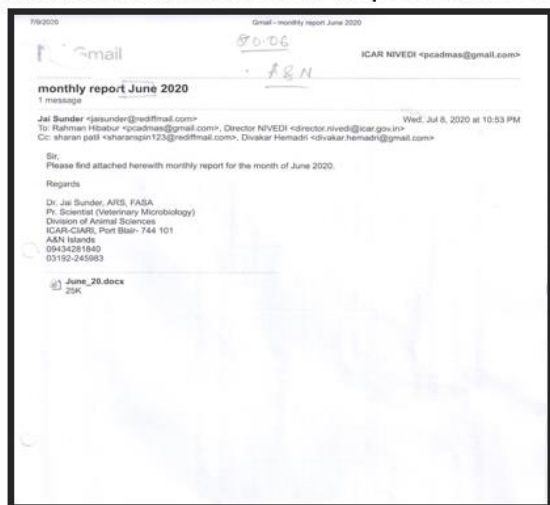 7/9/2020 Gmail - monthly report June 2020
20.06
Gmail ICAR NIVEDI <pcadmas@gmail.com>
A&N
monthly report June 2020
1 message
Jai Sunder <jaisunder@rediffmail.com> Wed, Jul 8, 2020 at 10:53 PM
To: Rahman Hibabur <pcadmas@gmail.com>, Director NIVEDI <director.nivedi@icar.gov.in>
Cc: sharan patil <sharanspin123@rediffmail.com>, Divakar Hemadri <divakar.hemadri@gmail.com>
Sir,
Please find attached herewith monthly report for the month of June 2020.
Regards
Dr. Jai Sunder, ARS, FASA
Pr. Scientist (Veterinary Microbiology)
Division of Animal Sciences
ICAR-CIARI, Port Blair- 744 101
A&N Islands
09434281840
03192-245983
June_20.docx
25K